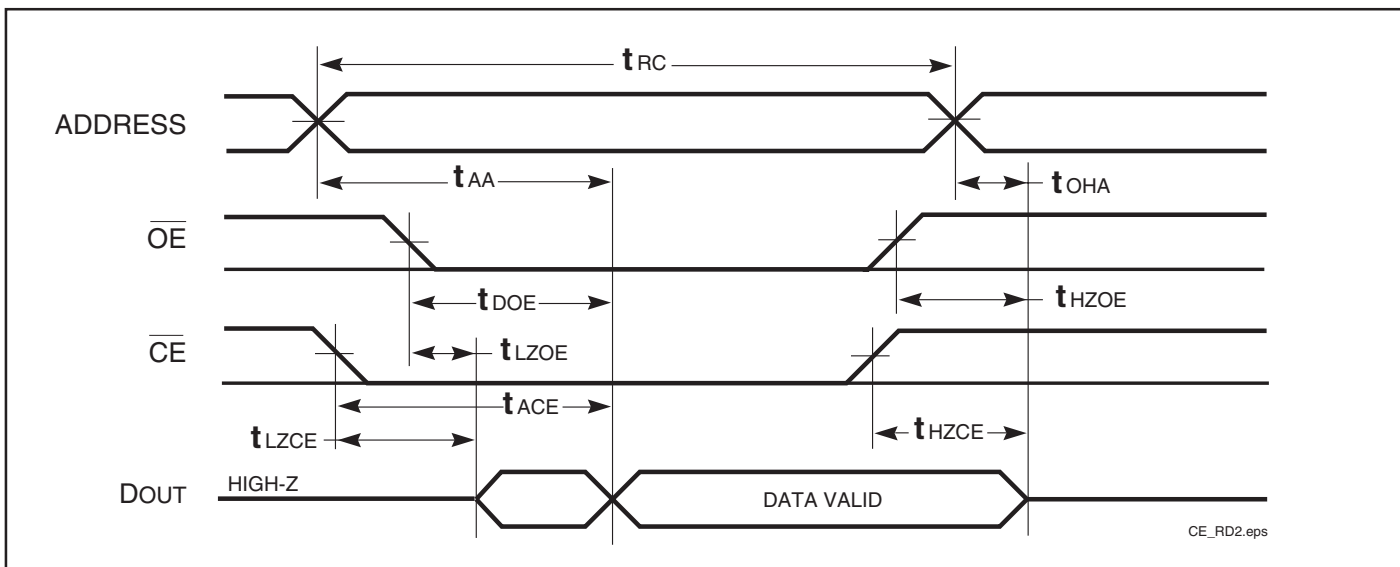 tRC
ADDRESS
tAA
tOHA
OE
tDOE
tHZOE
CE
tLZOE
tACE
tLZCE
tHZCE
DOUT
HIGH-Z
DATA VALID
CE_RD2.eps